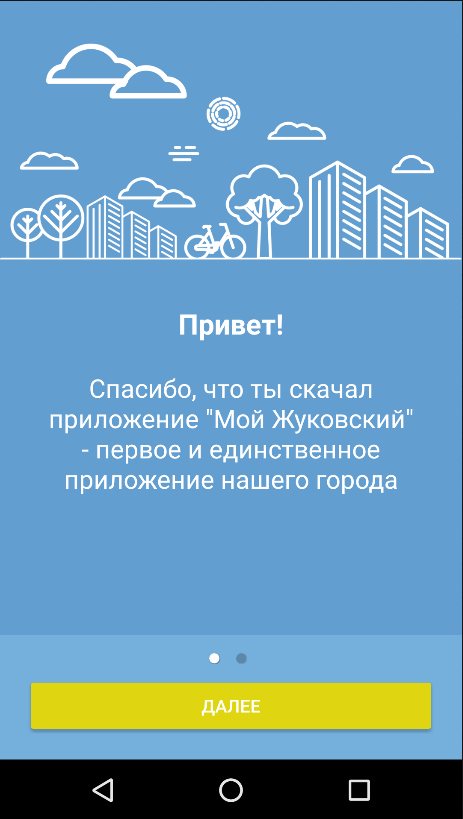 Привет!
Спасибо, что ты скачал
приложение "Мой Жуковский"
- первое и единственное
приложение нашего города
ДАЛЕЕ